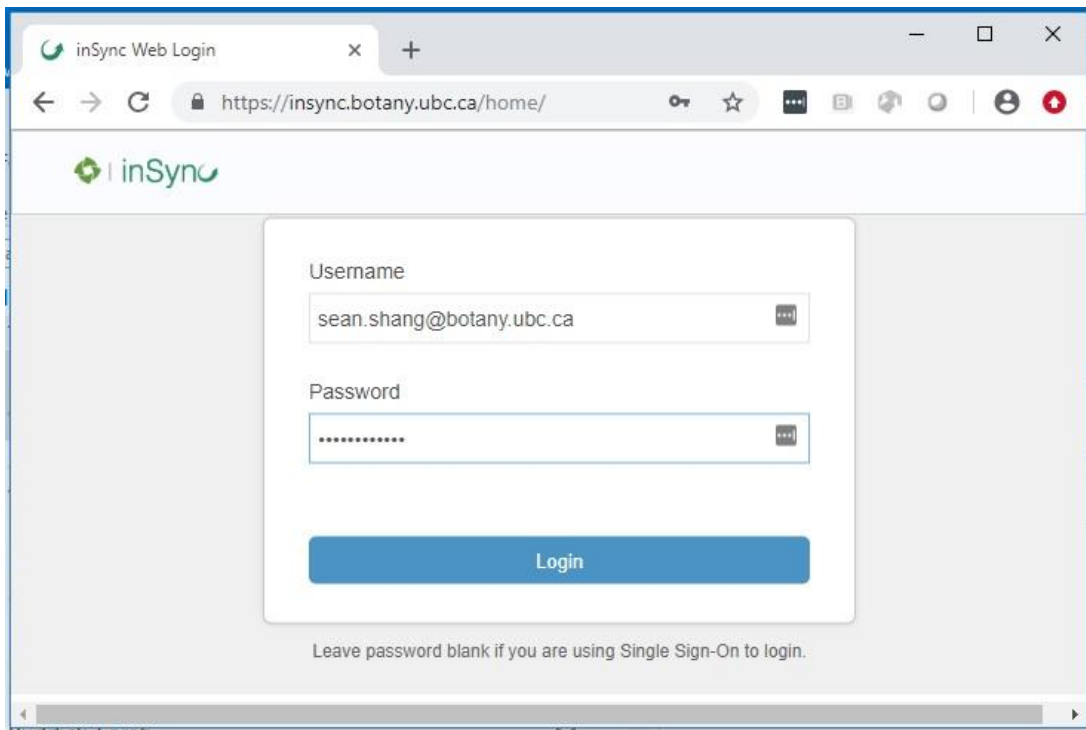 inSync Web Login
https://insync.botany.ubc.ca/home/
inSync
Username
sean.shang@botany.ubc.ca
Password
••••••••••••
Login
Leave password blank if you are using Single Sign-On to login.